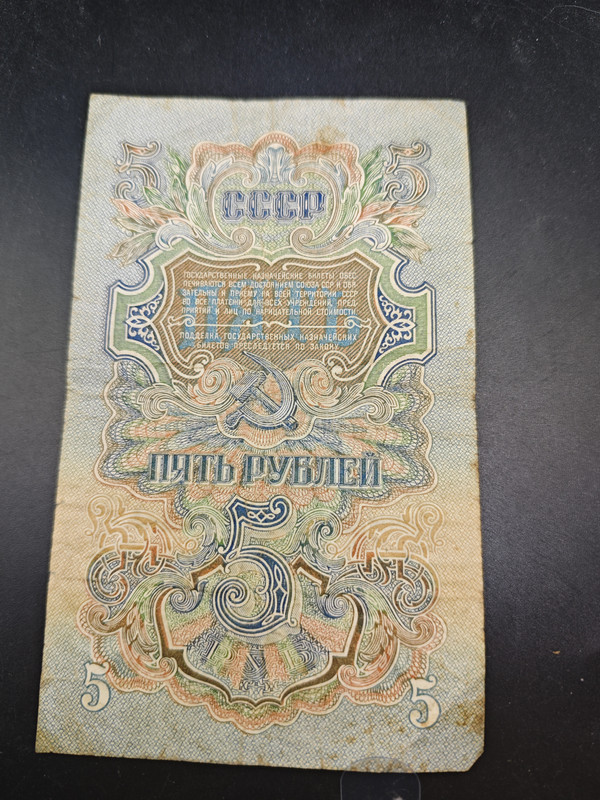 5 5
СССР
ГОСУДАРСТВЕННЫЕ КАЗНАЧЕЙСКИЕ БИЛЕТЫ ОБЕС
ПЕЧИВАЮТСЯ ВСЕМ ДОСТОЯНИЕМ СОЮЗА ССР И ОБЯ
ЗАТЕЛЬНЫ К ПРИЕМУ НА ВСЕЙ ТЕРРИТОРИИ СССР
ВО ВСЕ ПЛАТЕЖИ ДЛЯ ВСЕХ УЧРЕЖДЕНИЙ, ПРЕД
ПРИЯТИЙ И ЛИЦ ПО НАРИЦАТЕЛЬНОЙ СТОИМОСТИ.
ПОДДЕЛКА ГОСУДАРСТВЕННЫХ КАЗНАЧЕЙСКИХ
БИЛЕТОВ ПРЕСЛЕДУЕТСЯ ПО ЗАКОНУ.
ПЯТЬ РУБЛЕЙ
5
5 5